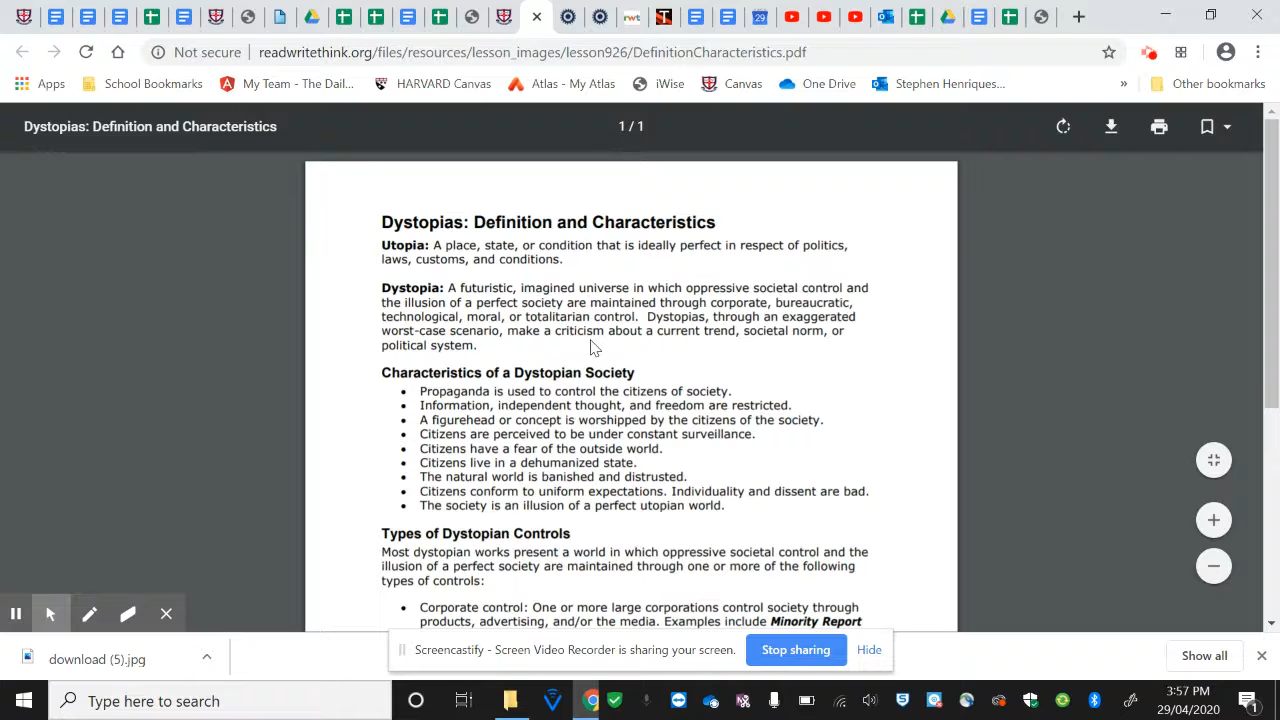 rwt
29
Not secure
readwritethink.org/files/resources/lesson_images/lesson926/DefinitionCharacteristics.pdf
Apps
School Bookmarks
My Team - The Dail...
HARVARD Canvas
Atlas - My Atlas
iWise
Canvas
One Drive
Stephen Henriques...
»
Other bookmarks
Dystopias: Definition and Characteristics
1 / 1
Dystopias: Definition and Characteristics
Utopia: A place, state, or condition that is ideally perfect in respect of politics,
laws, customs, and conditions.
Dystopia: A futuristic, imagined universe in which oppressive societal control and
the illusion of a perfect society are maintained through corporate, bureaucratic,
technological, moral, or totalitarian control. Dystopias, through an exaggerated
worst-case scenario, make a criticism about a current trend, societal norm, or
political system.
Characteristics of a Dystopian Society
• Propaganda is used to control the citizens of society.
• Information, independent thought, and freedom are restricted.
• A figurehead or concept is worshipped by the citizens of the society.
• Citizens are perceived to be under constant surveillance.
• Citizens have a fear of the outside world.
• Citizens live in a dehumanized state.
• The natural world is banished and distrusted.
• Citizens conform to uniform expectations. Individuality and dissent are bad.
• The society is an illusion of a perfect utopian world.
Types of Dystopian Controls
Most dystopian works present a world in which oppressive societal control and the
illusion of a perfect society are maintained through one or more of the following
types of controls:
• Corporate control: One or more large corporations control society through
products, advertising, and/or the media. Examples include Minority Report
Screencastify - Screen Video Recorder is sharing your screen.
Stop sharing
Hide
download (5).jpg
Show all
Type here to search
3:57 PM
29/04/2020
1